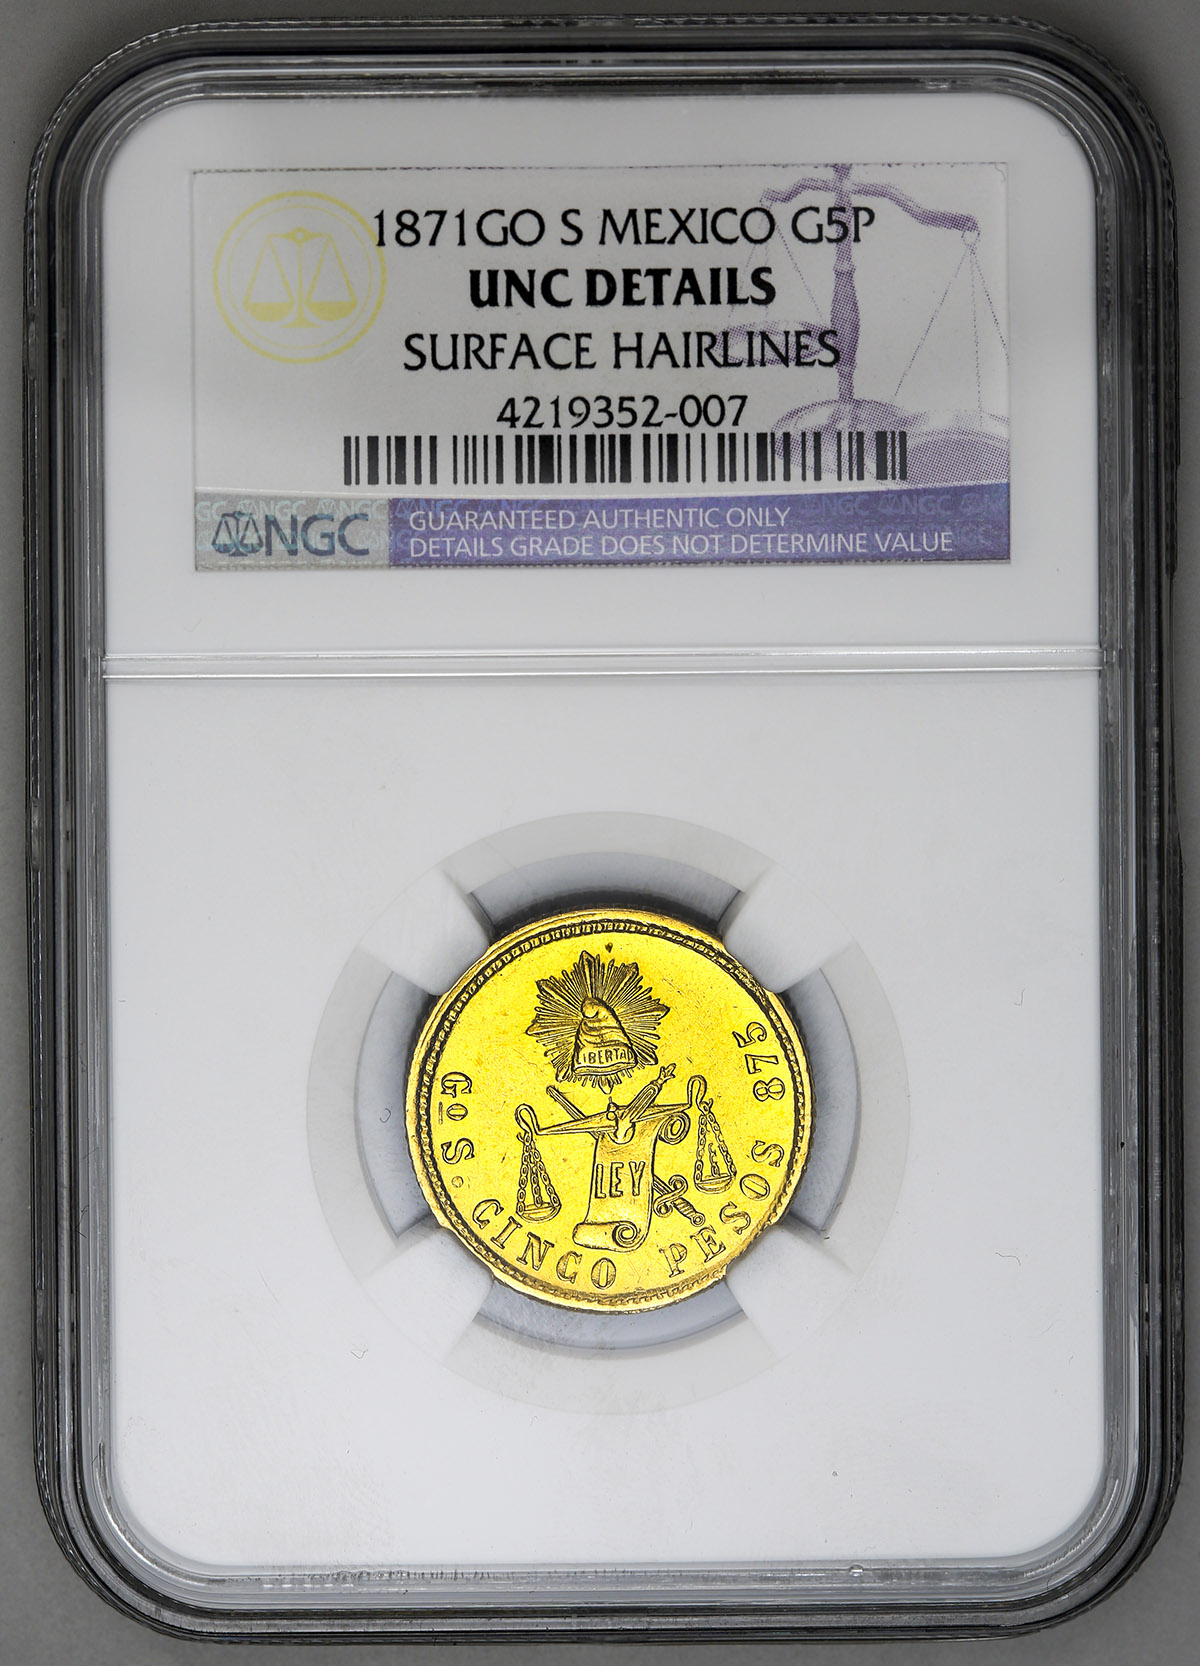 1871GO S MEXICO G5P
UNC DETAILS
SURFACE HAIRLINES
4219352-007
NGC
GUARANTEED AUTHENTIC ONLY
DETAILS GRADE DOES NOT DETERMINE VALUE
LIBERTAD
LEY
Go S. CINCO PESOS 875